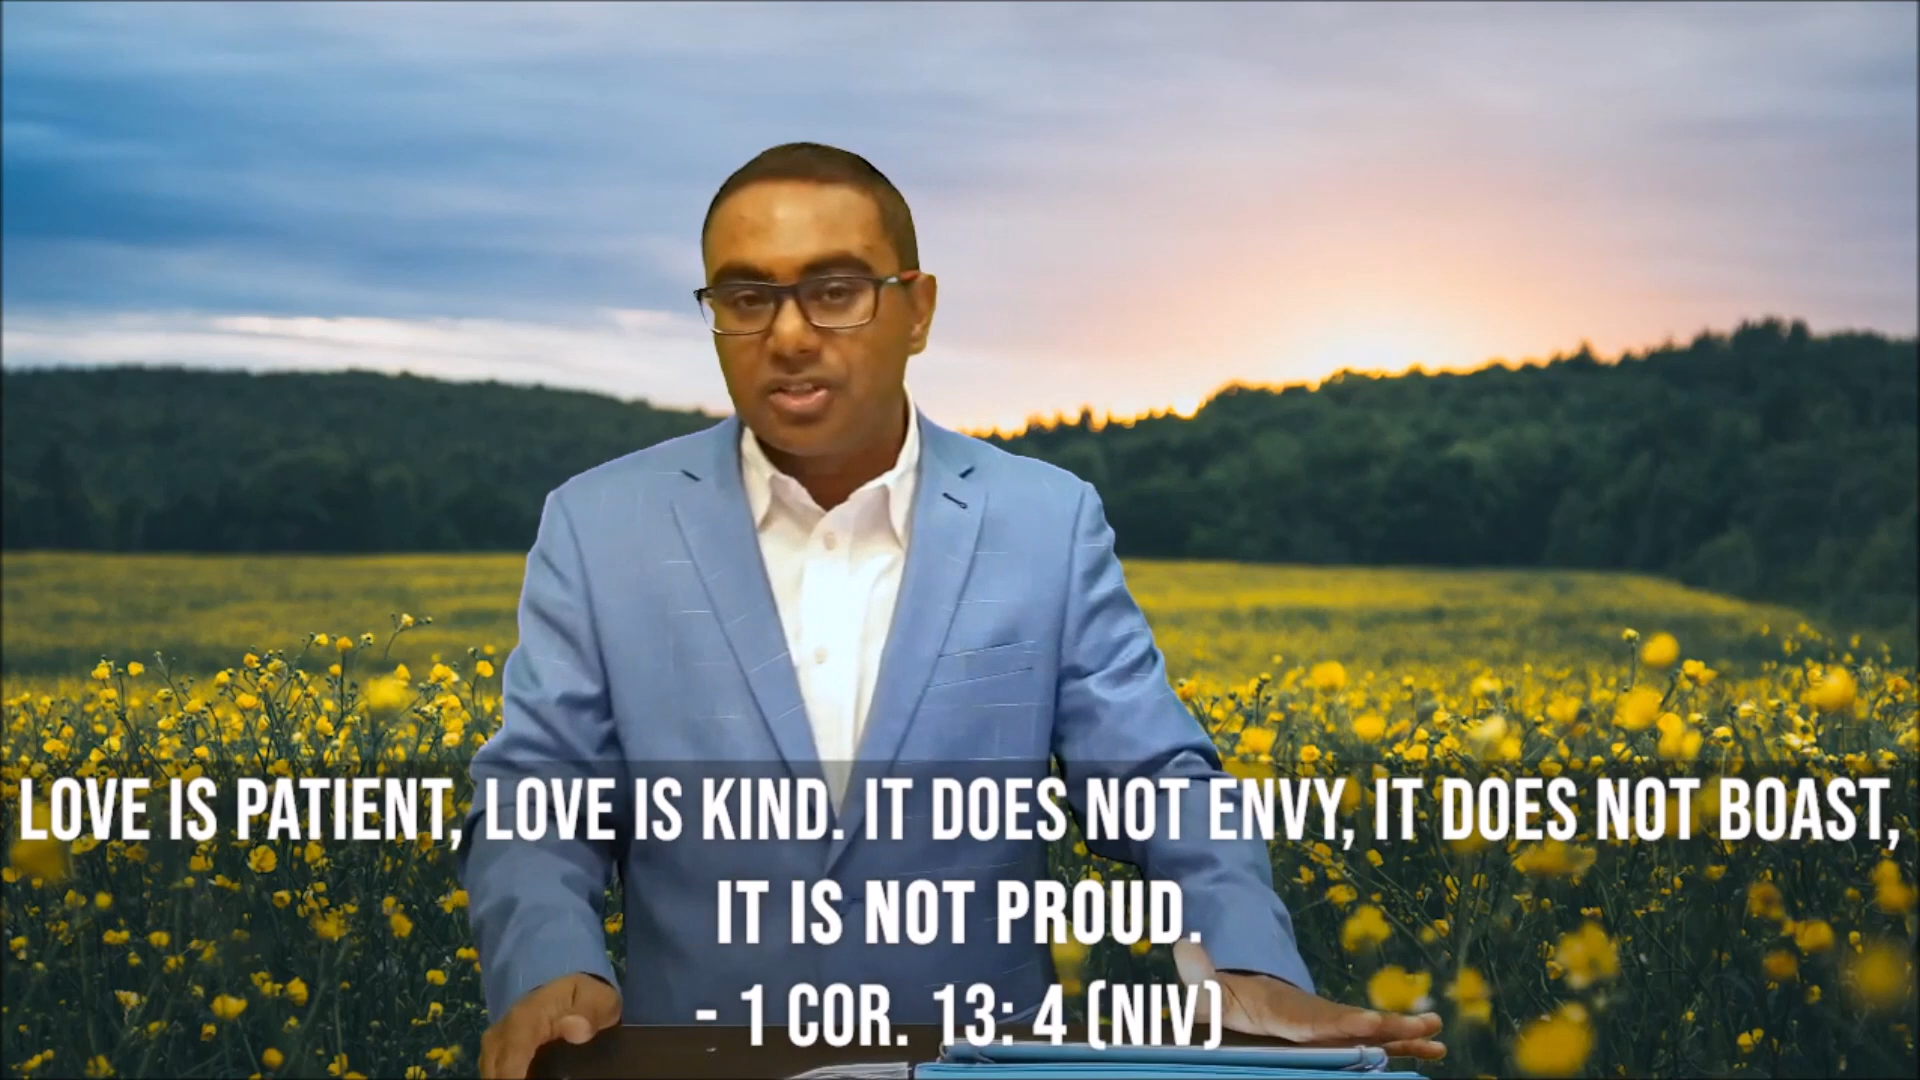 LOVE IS PATIENT, LOVE IS KIND. IT DOES NOT ENVY, IT DOES NOT BOAST,
IT IS NOT PROUD.
- 1 COR. 13: 4 (NIV)